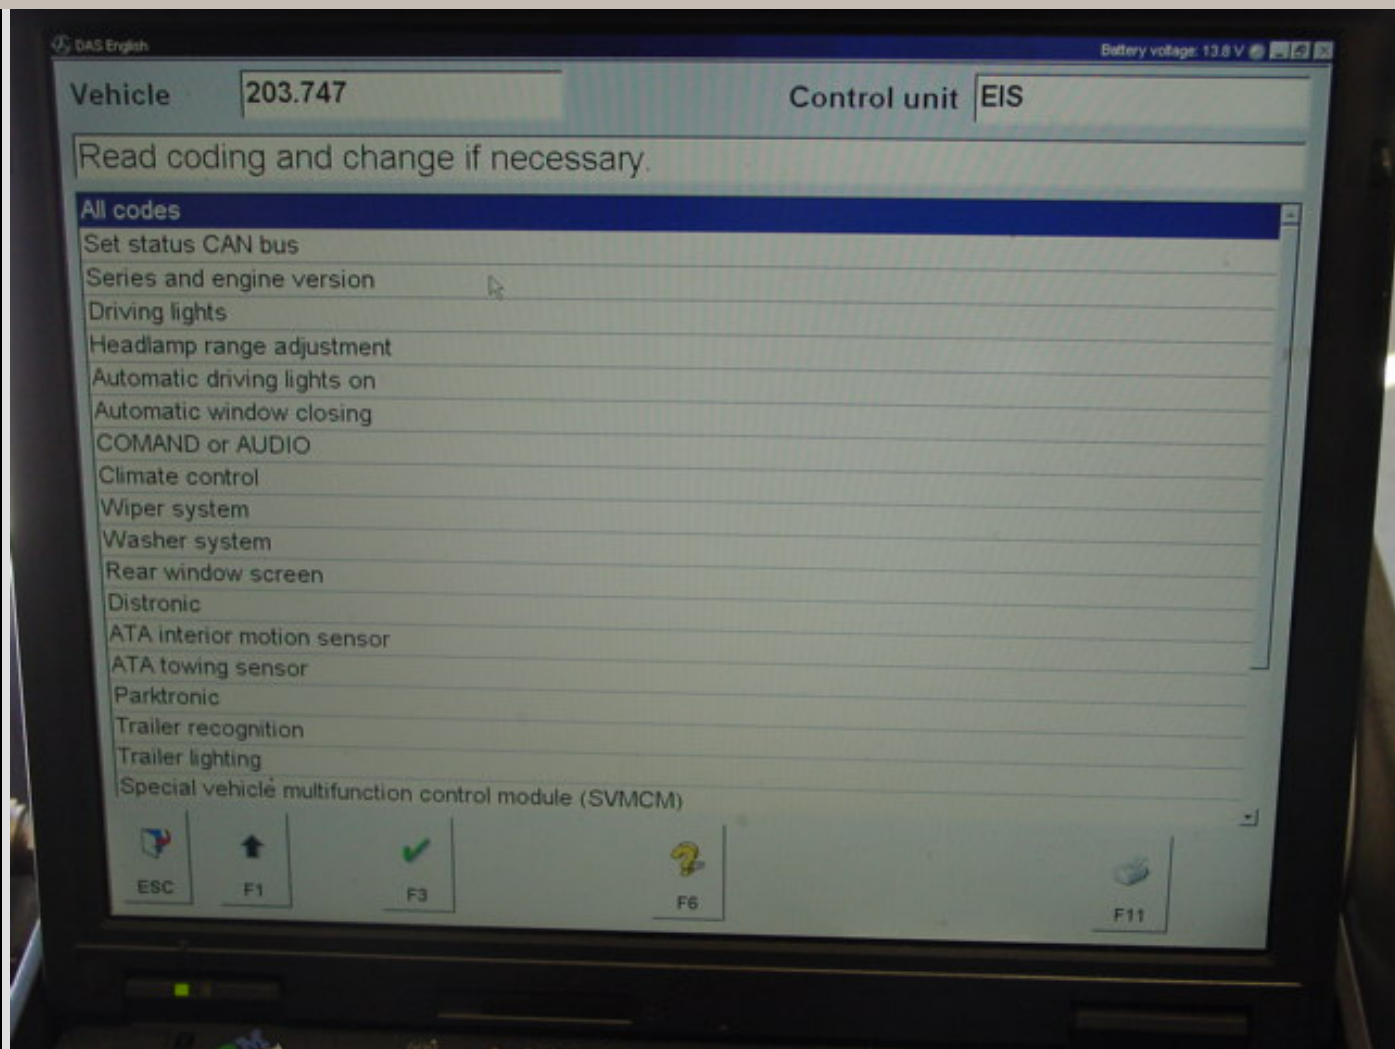 DAS English
Battery voltage: 13.8 V
Vehicle 203.747 Control unit EIS
Read coding and change if necessary.
All codes
Set status CAN bus
Series and engine version
Driving lights
Headlamp range adjustment
Automatic driving lights on
Automatic window closing
COMAND or AUDIO
Climate control
Wiper system
Washer system
Rear window screen
Distronic
ATA interior motion sensor
ATA towing sensor
Parktronic
Trailer recognition
Trailer lighting
Special vehicle multifunction control module (SVMCM)
ESC F1 F3 F6 F11